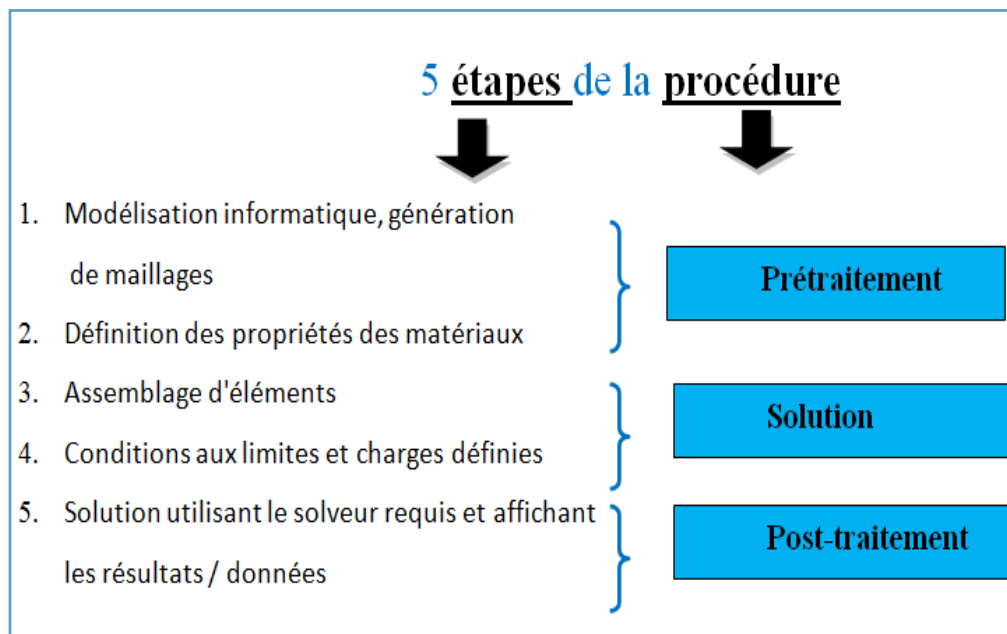 5 étapes de la procédure
1. Modélisation informatique, génération
de maillages
2. Définition des propriétés des matériaux
Prétraitement
3. Assemblage d'éléments
4. Conditions aux limites et charges définies
Solution
5. Solution utilisant le solveur requis et affichant
les résultats / données
Post-traitement